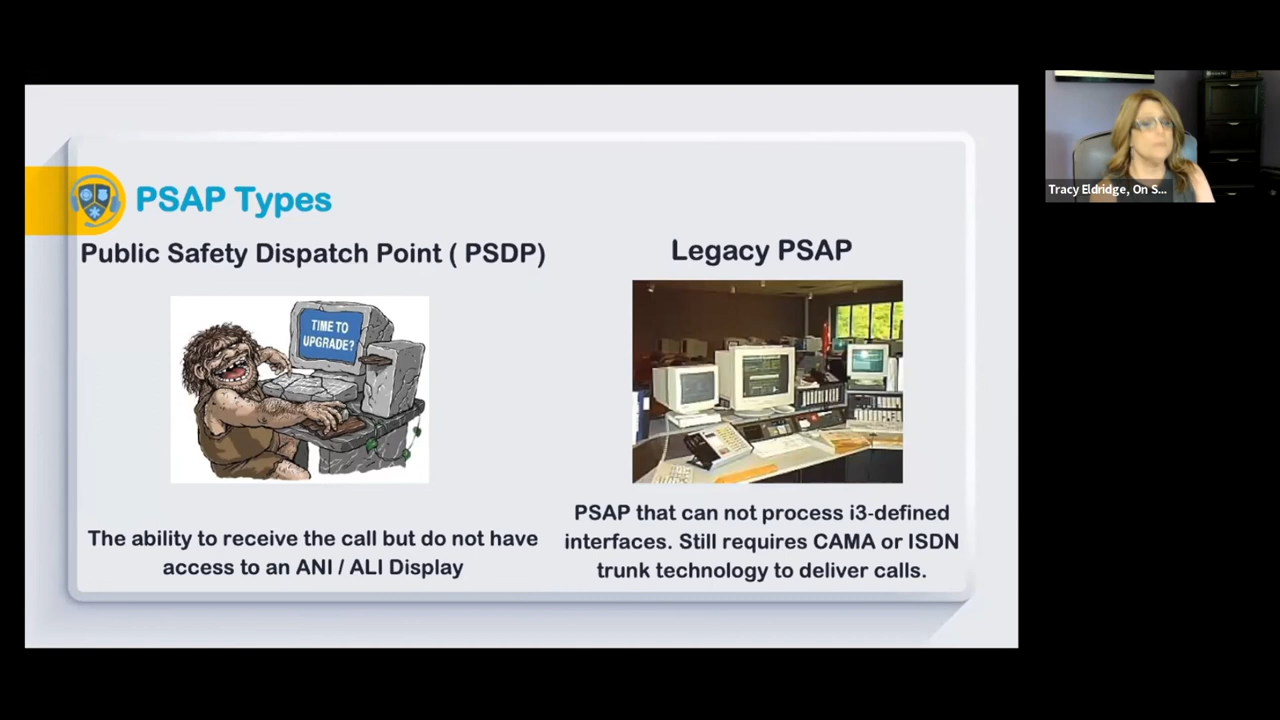 PSAP Types
Public Safety Dispatch Point ( PSDP)
Legacy PSAP
TIME TO
UPGRADE?
The ability to receive the call but do not have
access to an ANI / ALI Display
PSAP that can not process i3-defined
interfaces. Still requires CAMA or ISDN
trunk technology to deliver calls.
Tracy Eldridge, On S...